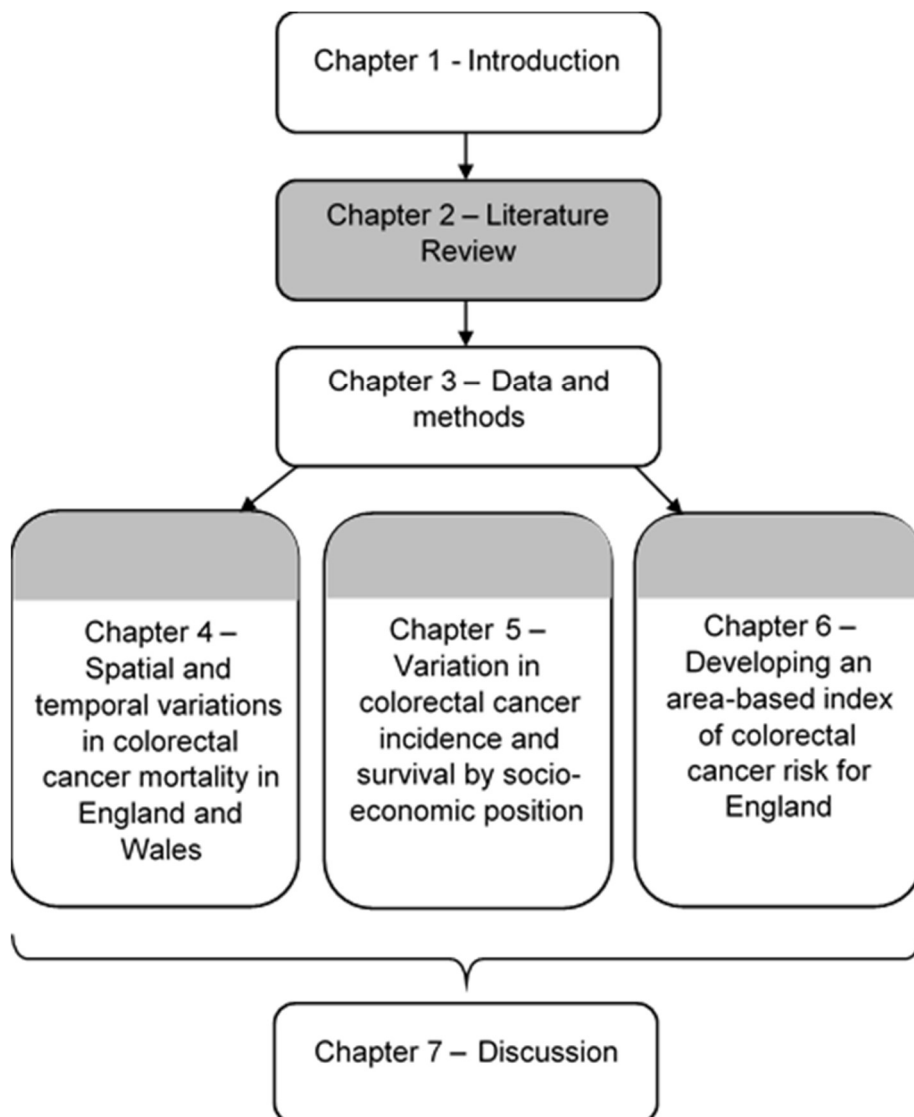 Chapter 1 - Introduction
Chapter 2 – Literature
Review
Chapter 3 – Data and
methods
Chapter 4 –
Spatial and
temporal variations
in colorectal
cancer mortality in
England and
Wales
Chapter 5 –
Variation in
colorectal cancer
incidence and
survival by socio-
economic position
Chapter 6 –
Developing an
area-based index
of colorectal
cancer risk for
England
Chapter 7 – Discussion